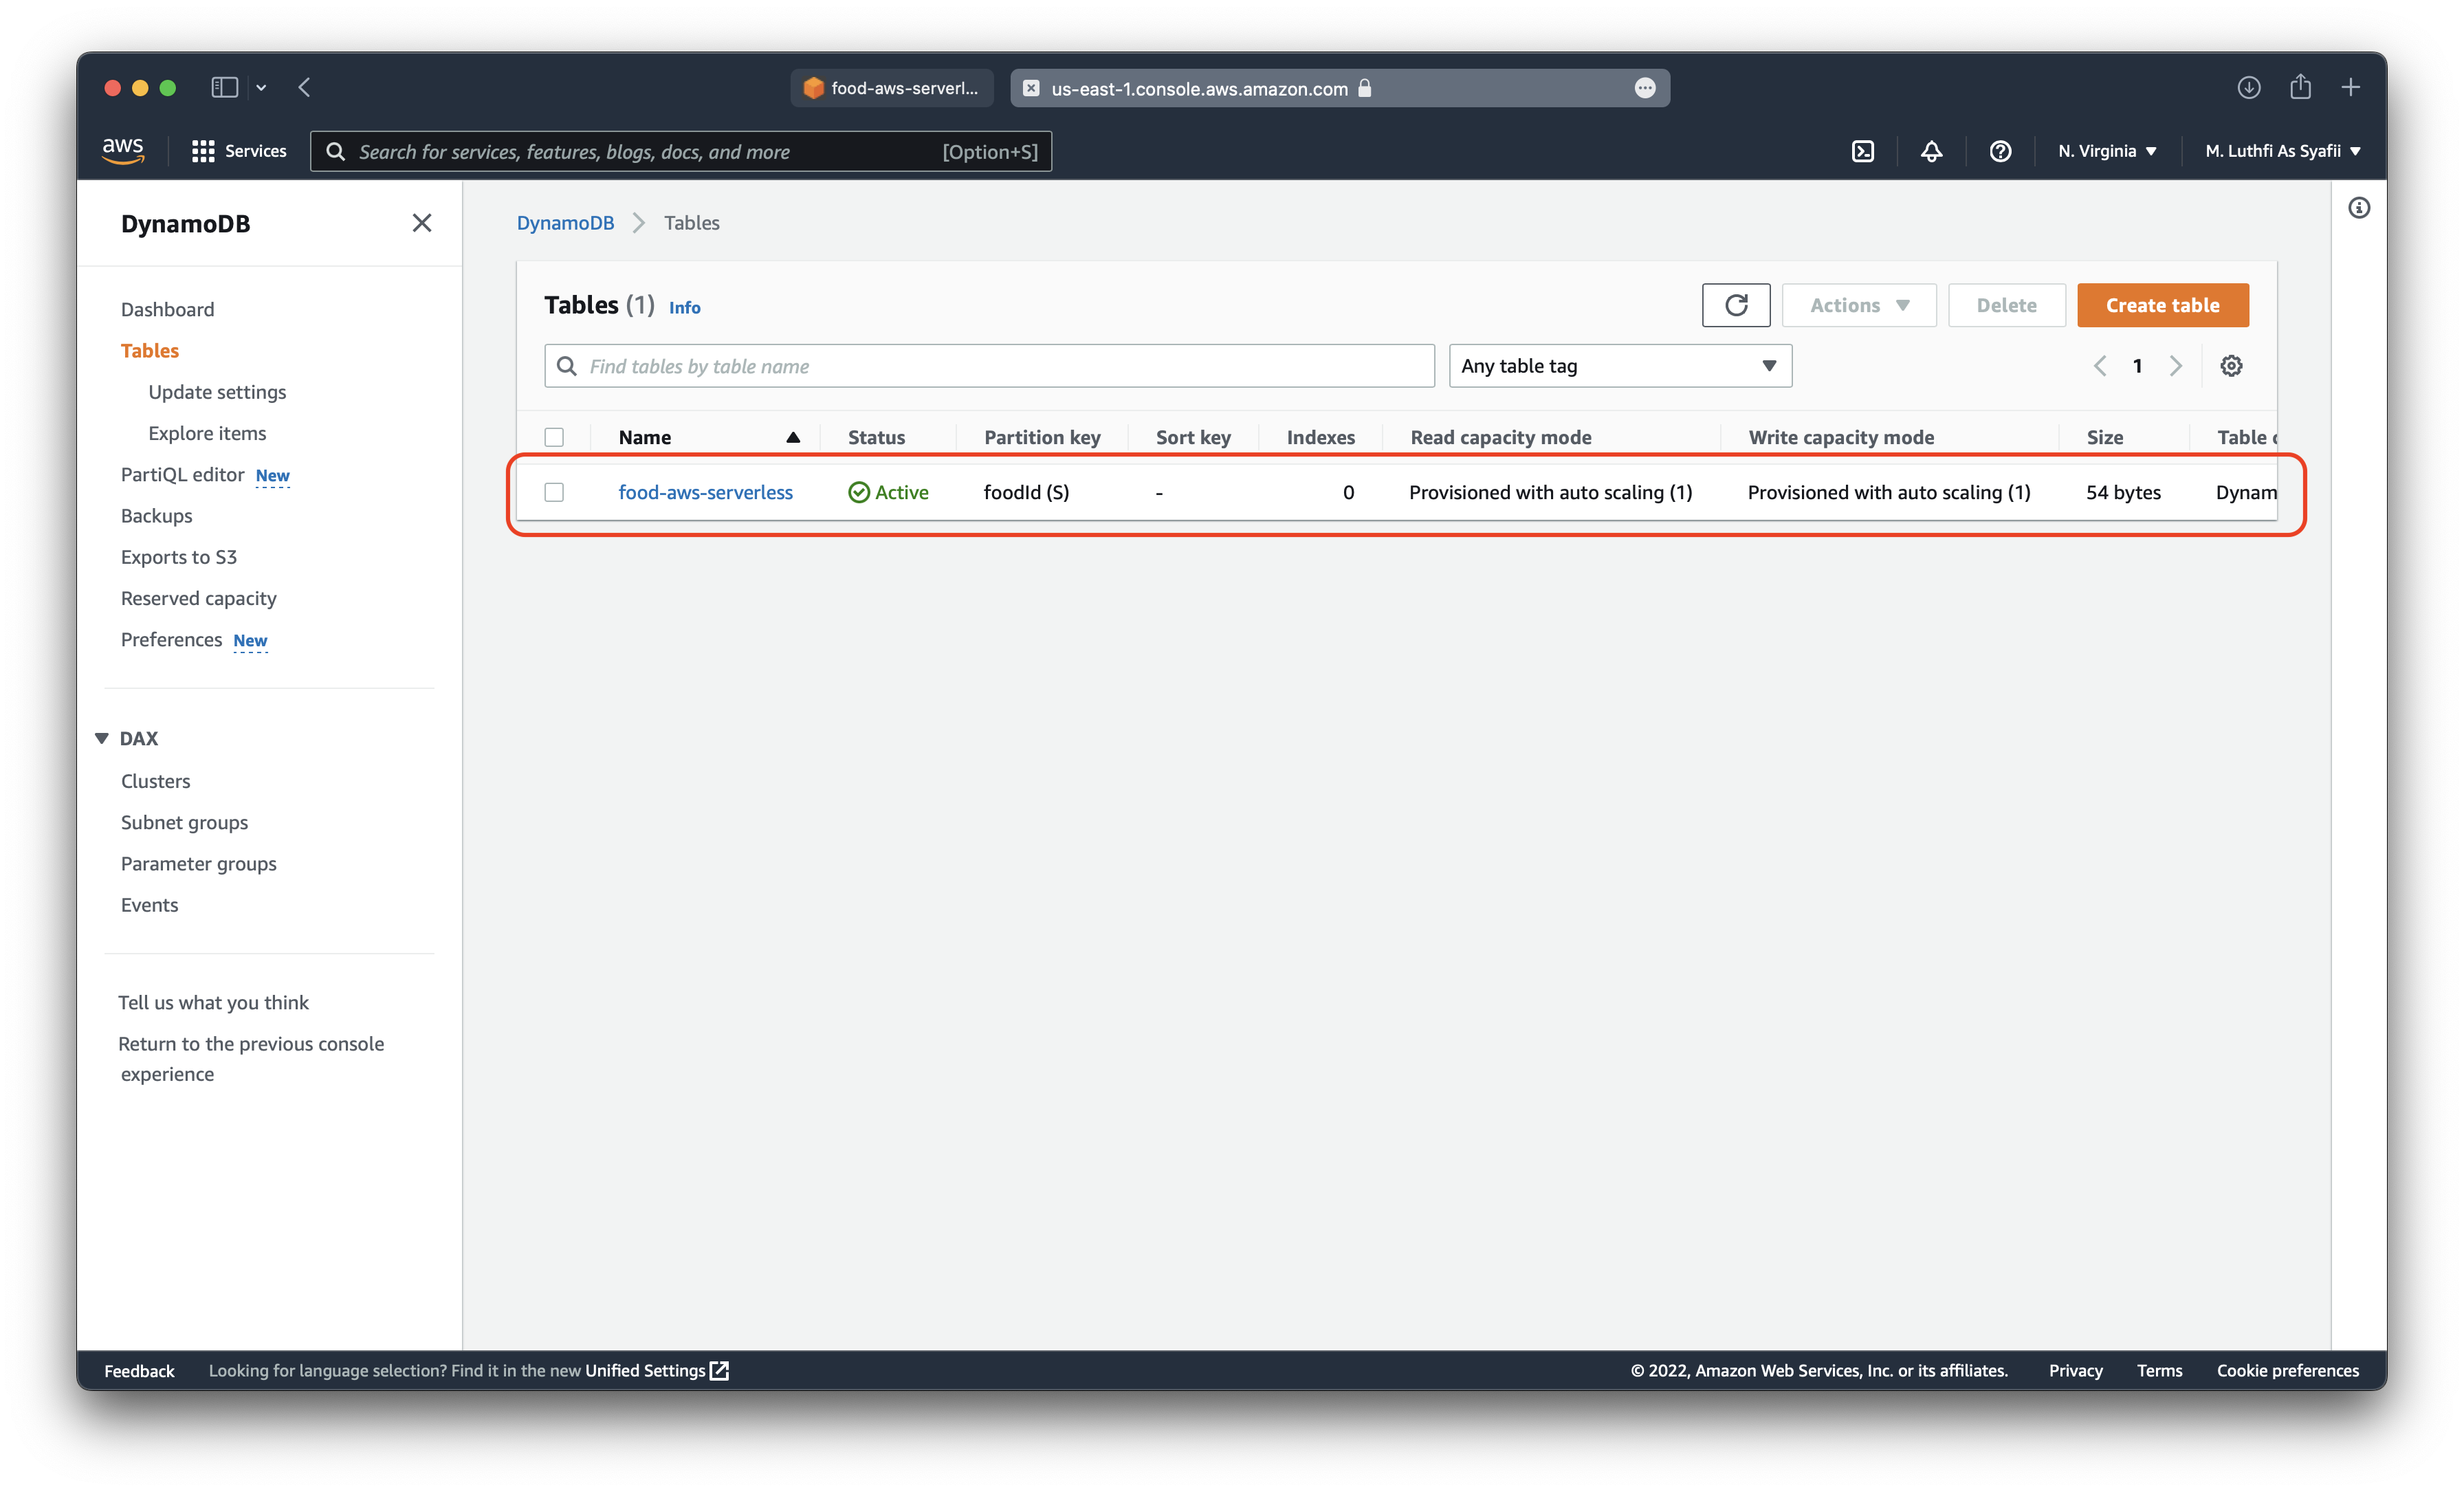 food-aws-serverl...
us-east-1.console.aws.amazon.com
aws
Services
Search for services, features, blogs, docs, and more [Option+S]
N. Virginia
M. Luthfi As Syafii
DynamoDB
Dashboard
Tables
Update settings
Explore items
PartiQL editor New
Backups
Exports to S3
Reserved capacity
Preferences New
DAX
Clusters
Subnet groups
Parameter groups
Events
Tell us what you think
Return to the previous console
experience
DynamoDB Tables
Tables (1) Info
Actions
Delete
Create table
Find tables by table name
Any table tag
1
Name Status Partition key Sort key Indexes Read capacity mode Write capacity mode Size Table c
food-aws-serverless Active foodId (S) - 0 Provisioned with auto scaling (1) Provisioned with auto scaling (1) 54 bytes Dynam
Feedback Looking for language selection? Find it in the new Unified Settings
© 2022, Amazon Web Services, Inc. or its affiliates. Privacy Terms Cookie preferences